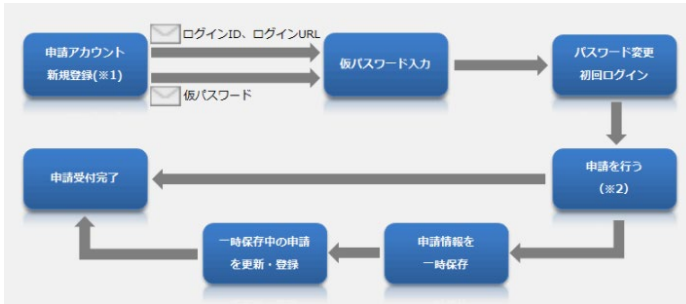 申請アカウント
新規登録(※1)
ログインID、ログインURL
仮パスワード
仮パスワード入力
パスワード変更
初回ログイン
申請を行う
(※2)
申請受付完了
申請情報を
一時保存
一時保存中の申請
を更新・登録